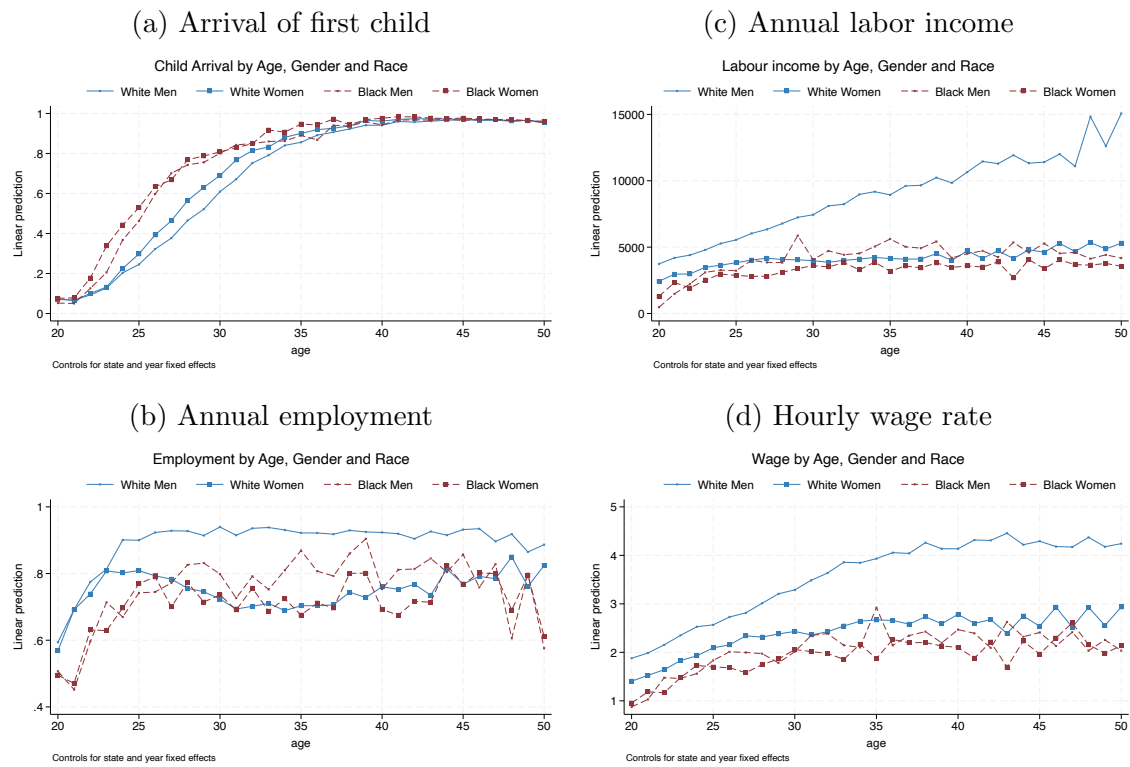 (a) Arrival of first child
Child Arrival by Age, Gender and Race
White Men White Women Black Men Black Women
Linear prediction
1
.8
.6
.4
.2
0
20 25 30 35 40 45 50
age
Controls for state and year fixed effects
(c) Annual labor income
Labour income by Age, Gender and Race
White Men White Women Black Men Black Women
Linear prediction
15000
10000
5000
0
20 25 30 35 40 45 50
age
Controls for state and year fixed effects
(b) Annual employment
Employment by Age, Gender and Race
White Men White Women Black Men Black Women
Linear prediction
1
.8
.6
.4
20 25 30 35 40 45 50
age
Controls for state and year fixed effects
(d) Hourly wage rate
Wage by Age, Gender and Race
White Men White Women Black Men Black Women
Linear prediction
5
4
3
2
1
20 25 30 35 40 45 50
age
Controls for state and year fixed effects